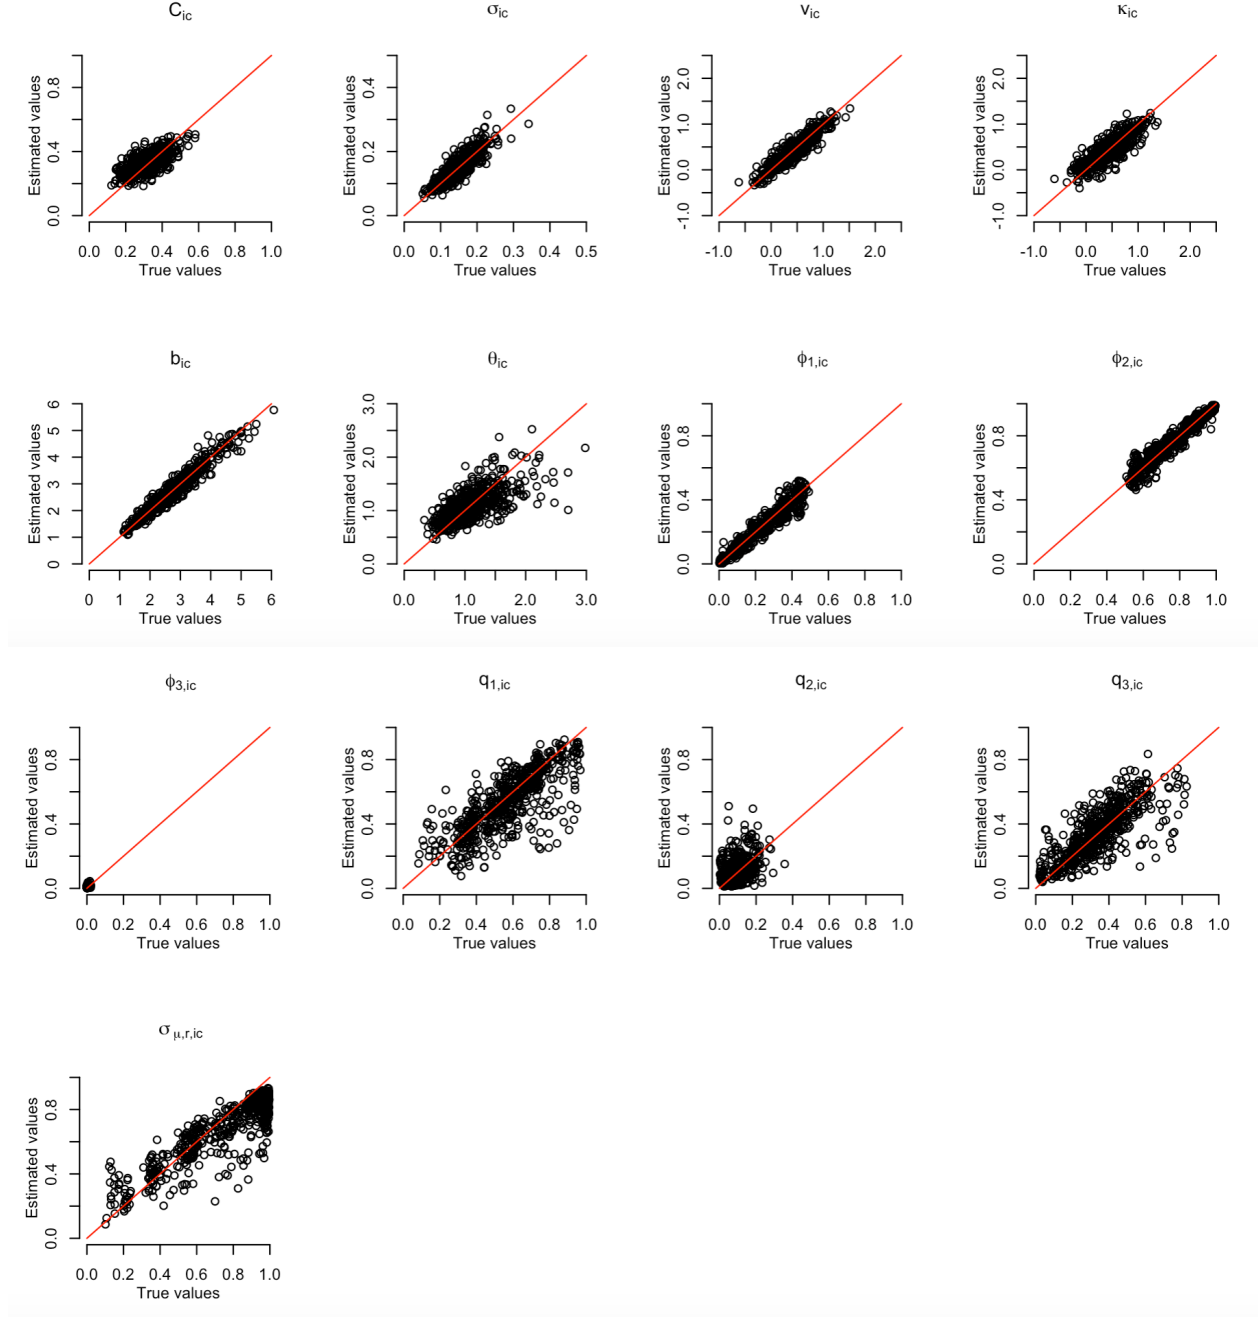 C_ic σ_ic v_ic κ_ic
Estimated values 0.0 0.4 0.8
0.0 0.2 0.4 0.6 0.8 1.0
True values
Estimated values 0.0 0.2 0.4
0.0 0.1 0.2 0.3 0.4 0.5
True values
Estimated values -1.0 0.0 1.0 2.0
-1.0 0.0 1.0 2.0
True values
Estimated values -1.0 0.0 1.0 2.0
-1.0 0.0 1.0 2.0
True values
b_ic θ_ic ϕ_1,ic ϕ_2,ic
Estimated values 0 1 2 3 4 5 6
0 1 2 3 4 5 6
True values
Estimated values 0.0 1.0 2.0 3.0
0.0 1.0 2.0 3.0
True values
Estimated values 0.0 0.4 0.8
0.0 0.2 0.4 0.6 0.8 1.0
True values
Estimated values 0.0 0.4 0.8
0.0 0.2 0.4 0.6 0.8 1.0
True values
ϕ_3,ic q_1,ic q_2,ic q_3,ic
Estimated values 0.0 0.4 0.8
0.0 0.2 0.4 0.6 0.8 1.0
True values
Estimated values 0.0 0.4 0.8
0.0 0.2 0.4 0.6 0.8 1.0
True values
Estimated values 0.0 0.4 0.8
0.0 0.2 0.4 0.6 0.8 1.0
True values
Estimated values 0.0 0.4 0.8
0.0 0.2 0.4 0.6 0.8 1.0
True values
σ_μ,r,ic
Estimated values 0.0 0.4 0.8
0.0 0.2 0.4 0.6 0.8 1.0
True values